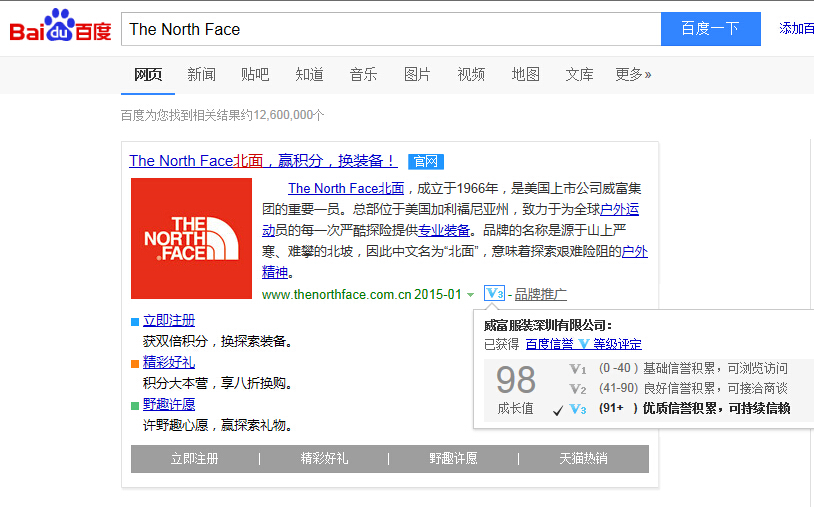 Bai du 百度 The North Face 百度一下 添加百
网页 新闻 贴吧 知道 音乐 图片 视频 地图 文库 更多»
百度为您找到相关结果约12,600,000个
The North Face北面，赢积分，换装备！ 官网
THE
NORTH
FACE
The North Face北面，成立于1966年，是美国上市公司威富集
团的重要一员。总部位于美国加利福尼亚州，致力于为全球户外运
动员的每一次严酷探险提供专业装备。品牌的名称是源于山上严
寒、难攀的北坡，因此中文名为“北面”，意味着探索艰难险阻的户外
精神。
www.thenorthface.com.cn 2015-01 V3 - 品牌推广
立即注册
获双倍积分，换探索装备。
精彩好礼
积分大本营，享八折换购。
野趣许愿
许野趣心愿，赢探索礼物。
威富服装深圳有限公司：
已获得 百度信誉 V 等级评定
98
成长值
V1 (0 -40 ) 基础信誉积累，可浏览访问
V2 (41-90) 良好信誉积累，可接洽商谈
V3 (91+ ) 优质信誉积累，可持续信赖
立即注册 | 精彩好礼 | 野趣许愿 | 天猫热销